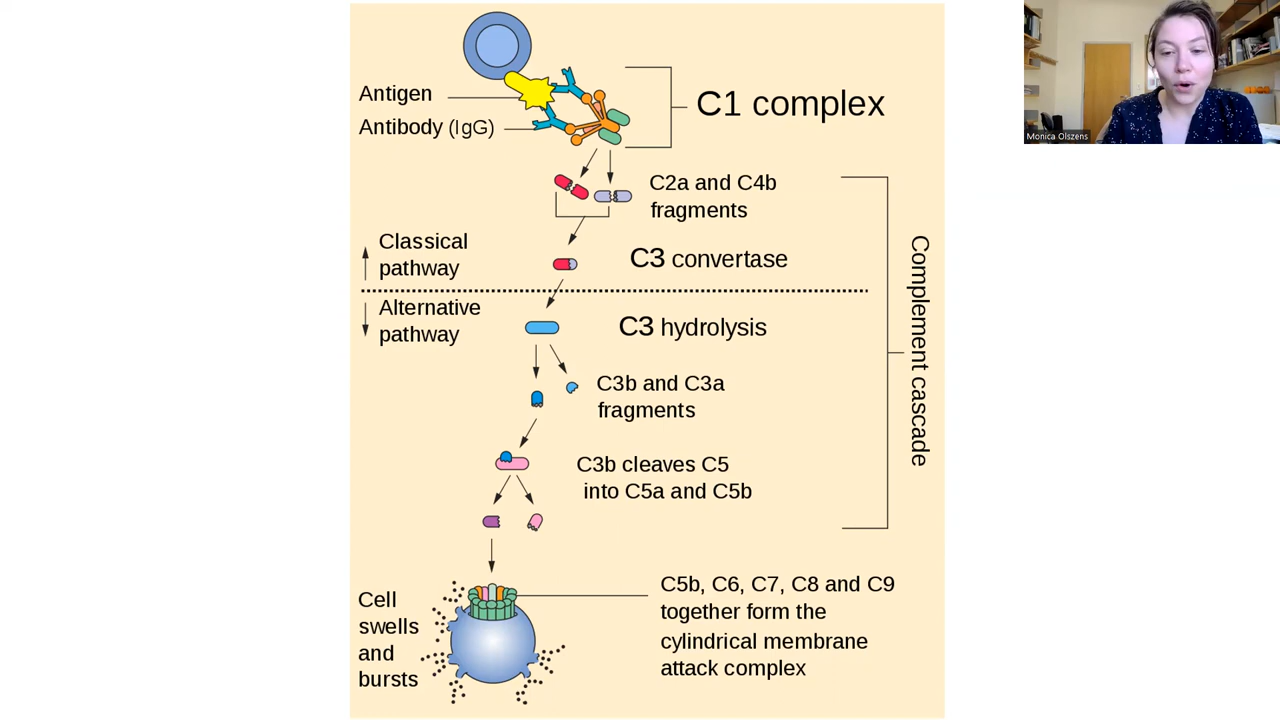 Antigen
Antibody (IgG)
C1 complex
C2a and C4b
fragments
Classical
pathway
C3 convertase
Alternative
pathway
C3 hydrolysis
C3b and C3a
fragments
C3b cleaves C5
into C5a and C5b
Complement cascade
Cell
swells
and
bursts
C5b, C6, C7, C8 and C9
together form the
cylindrical membrane
attack complex
Monica Olszens